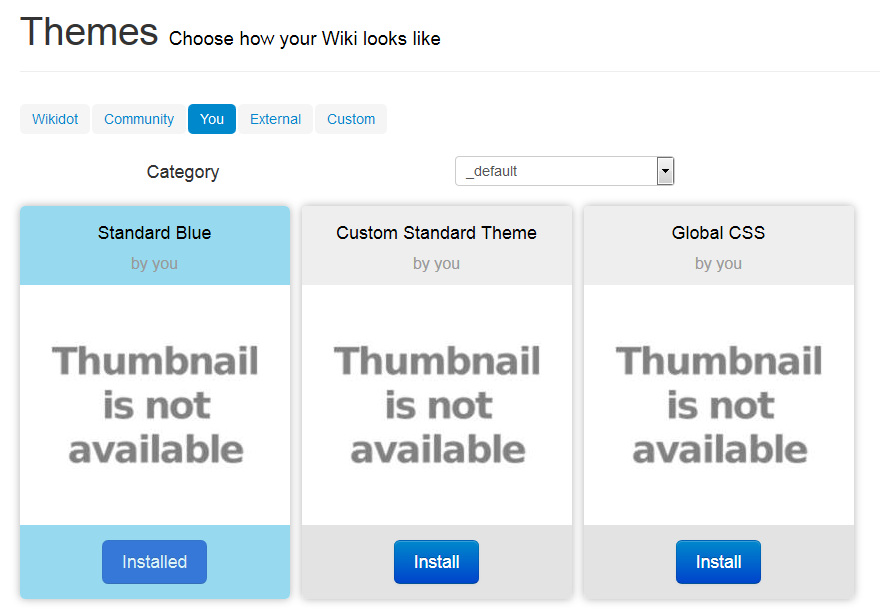 Themes Choose how your Wiki looks like
Wikidot Community You External Custom
Category _default
Standard Blue Custom Standard Theme Global CSS
by you by you by you
Thumbnail Thumbnail Thumbnail
is not is not is not
available available available
Installed Install Install